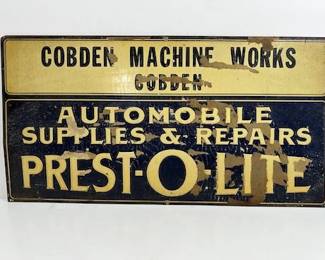 COBDEN MACHINE WORKS
COBDEN
AUTOMOBILE
SUPPLIES & REPAIRS
PREST-O-LITE